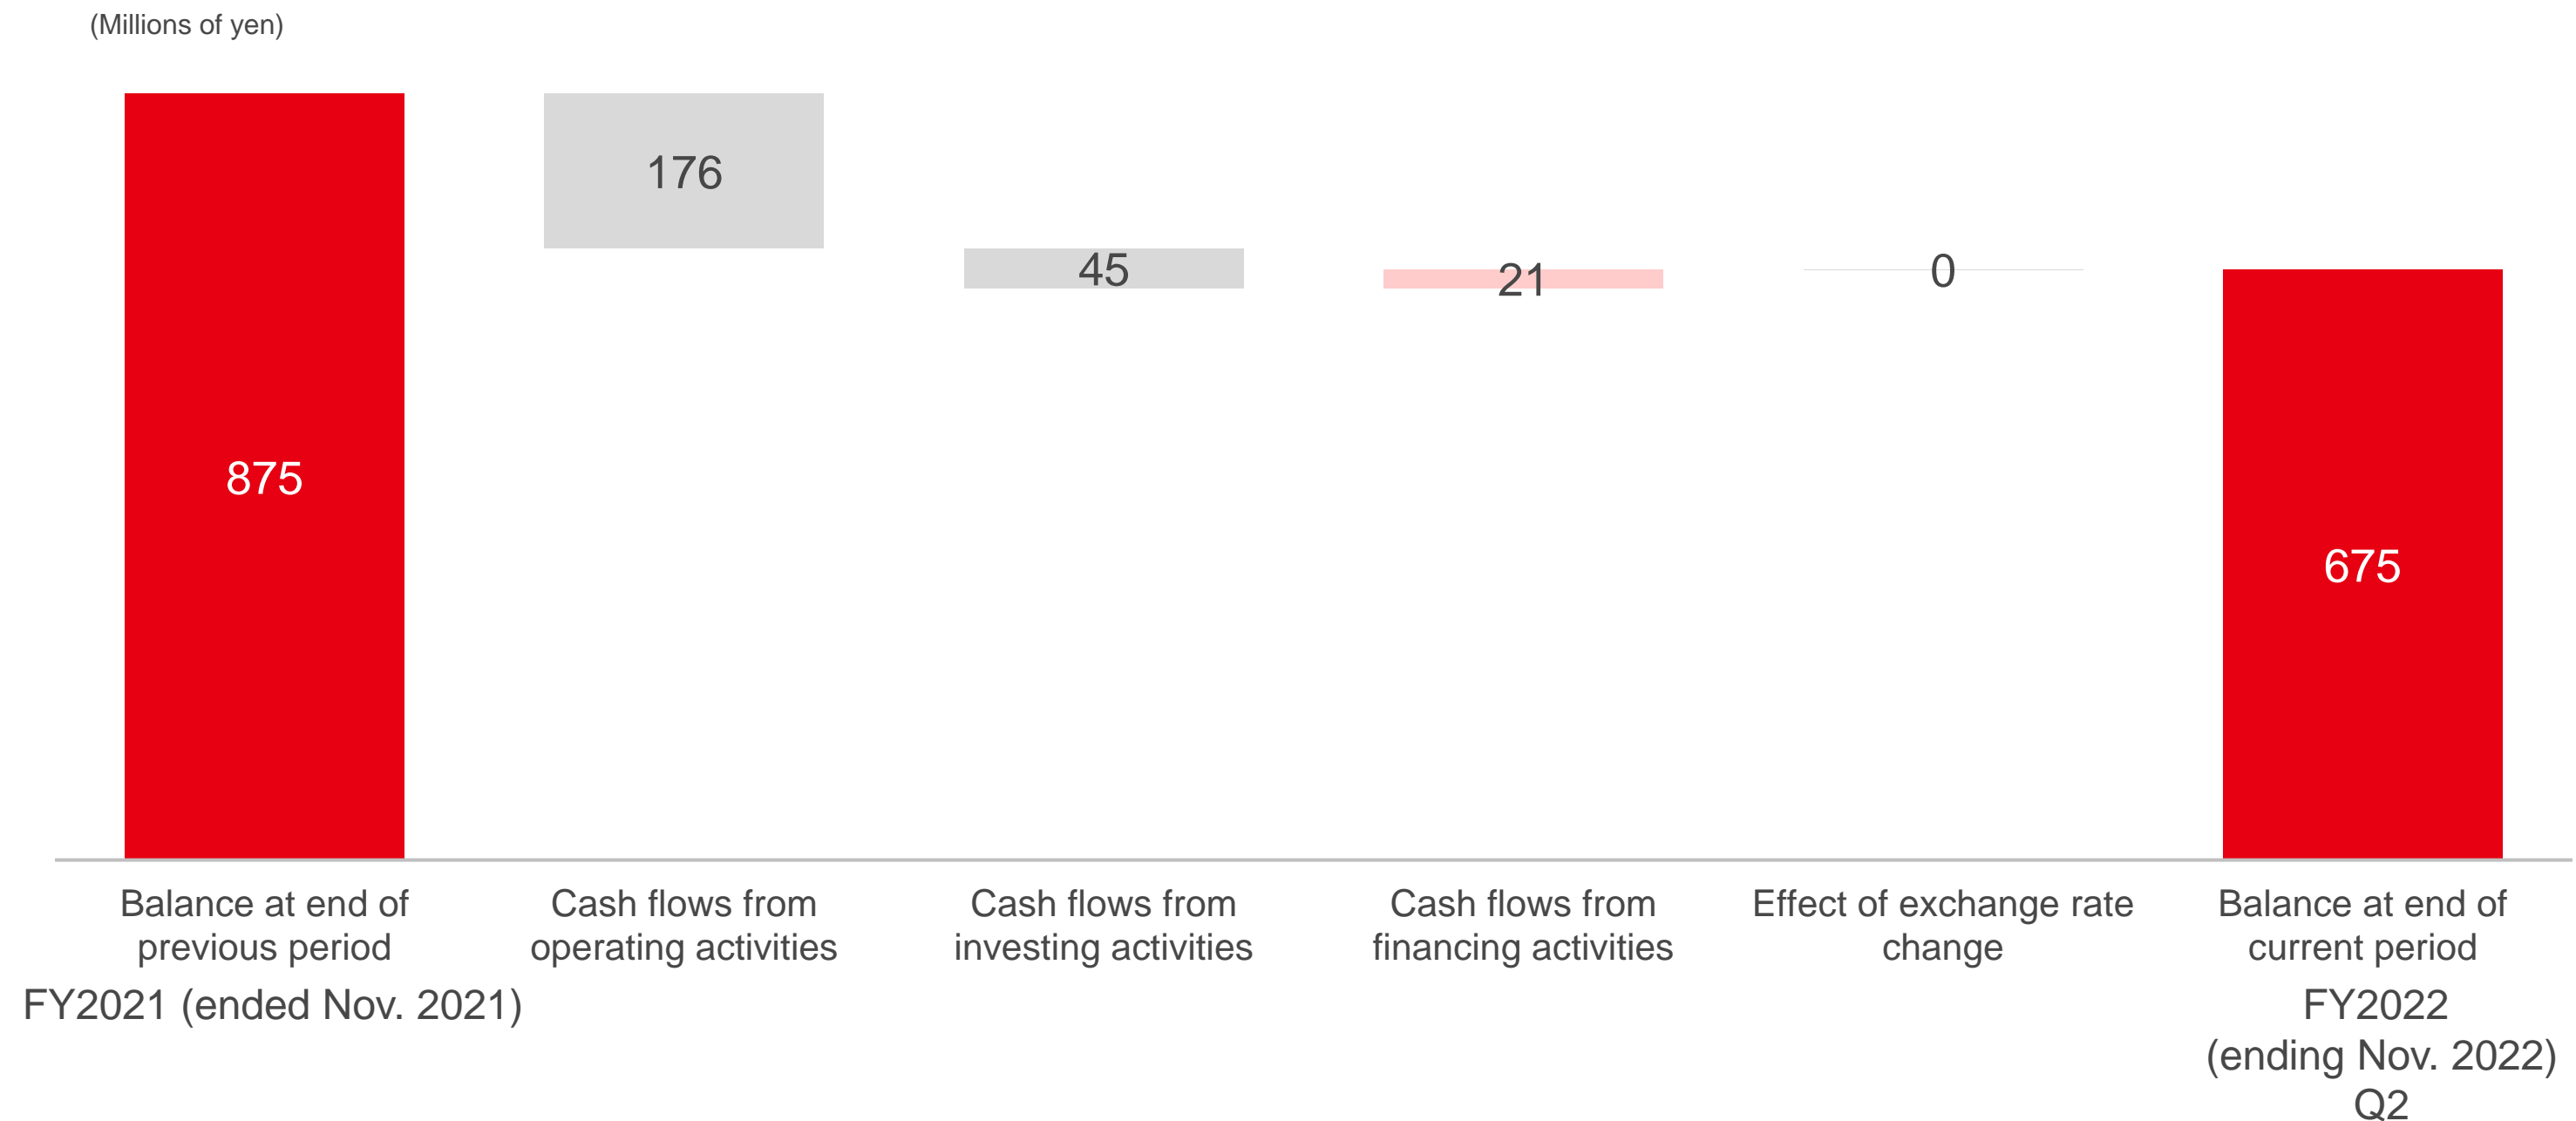 (Millions of yen)
875
176
45
21
0
675
Balance at end of
previous period
Cash flows from
operating activities
Cash flows from
investing activities
Cash flows from
financing activities
Effect of exchange rate
change
Balance at end of
current period
FY2021 (ended Nov. 2021)
FY2022
(ending Nov. 2022)
Q2